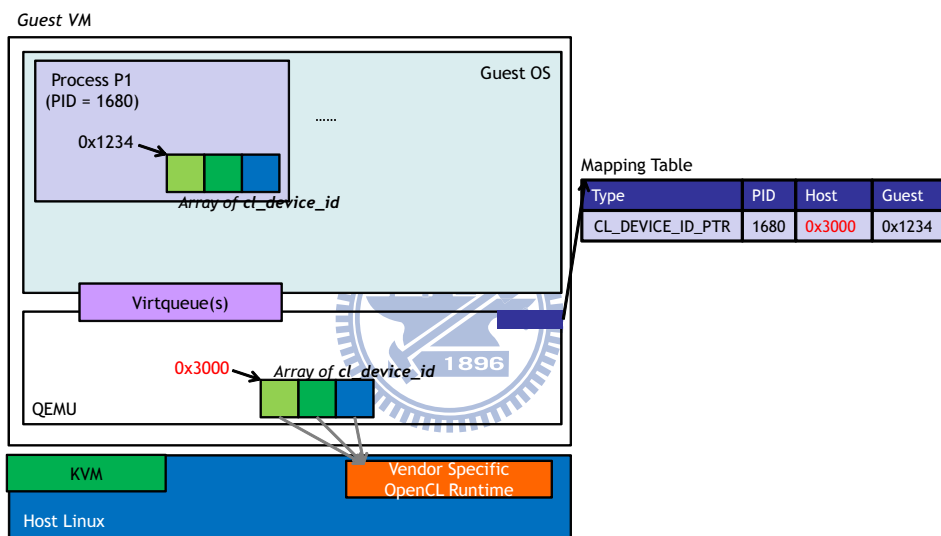 Guest VM
Process P1
(PID = 1680)
Guest OS
……
0x1234
Array of cl_device_id
Mapping Table
Type PID Host Guest
CL_DEVICE_ID_PTR 1680 0x3000 0x1234
Virtqueue(s)
1896
0x3000
Array of cl_device_id
QEMU
KVM
Vendor Specific
OpenCL Runtime
Host Linux